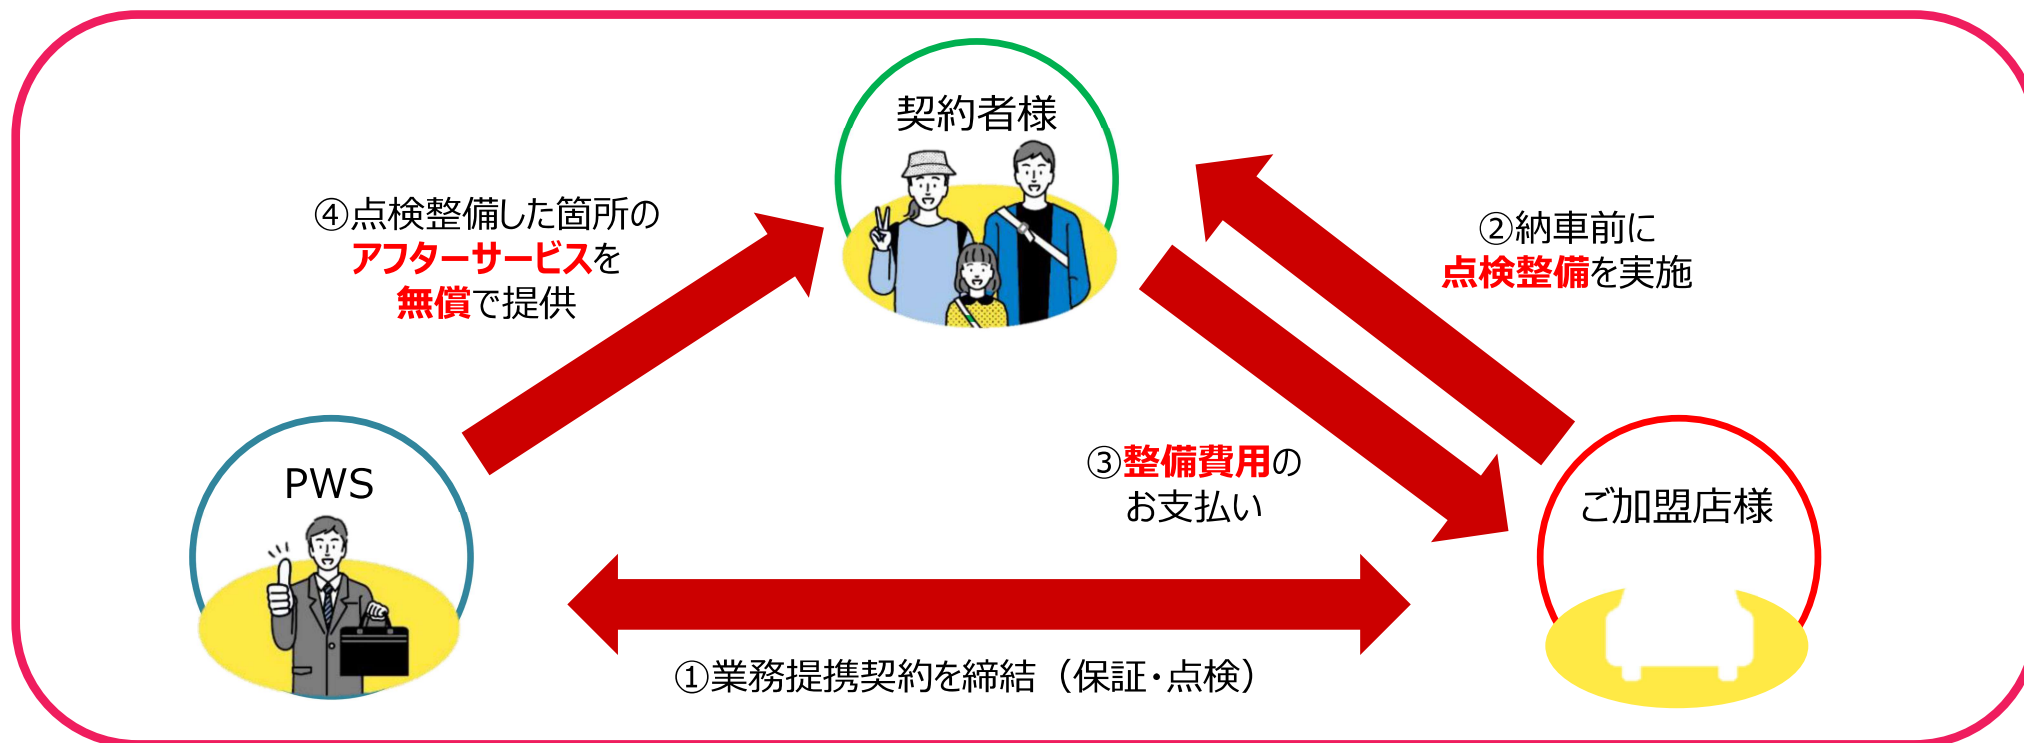 契約者様
④点検整備した箇所の
アフターサービスを
無償で提供
②納車前に
点検整備を実施
③整備費用の
お支払い
PWS
ご加盟店様
①業務提携契約を締結（保証・点検）